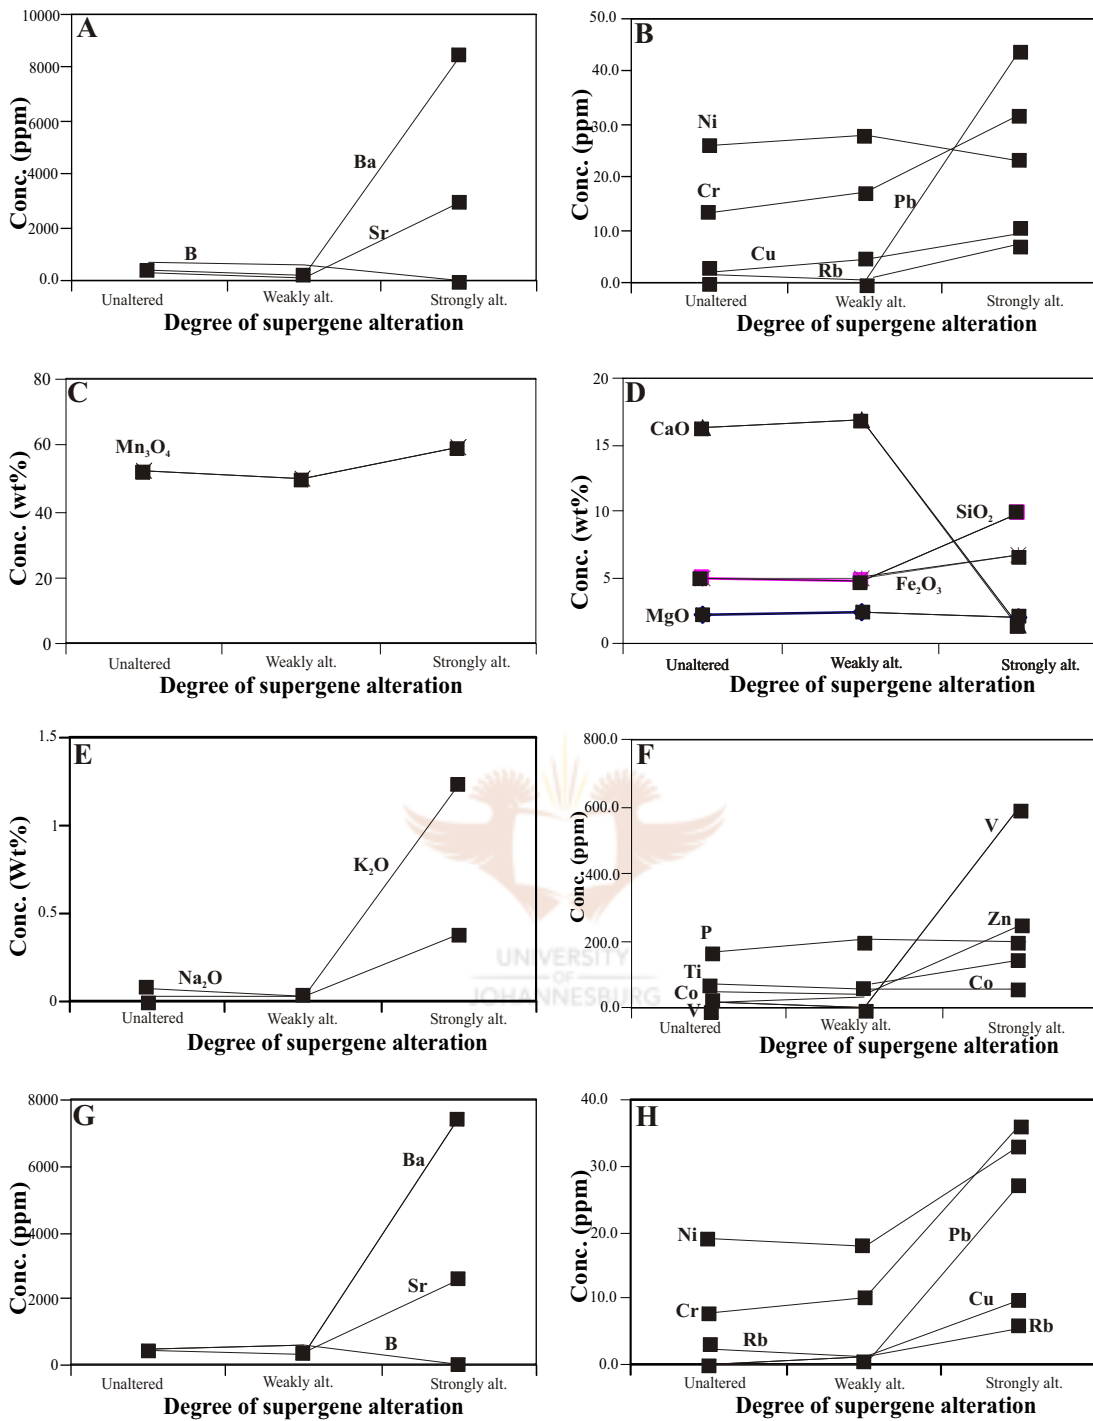 A
10000
8000
6000
4000
2000
0.0
Conc. (ppm)
Ba
Sr
B
Unaltered
Weakly alt.
Strongly alt.
Degree of supergene alteration
B
50.0
40.0
30.0
20.0
10.0
0.0
Conc. (ppm)
Ni
Cr
Pb
Cu
Rb
Unaltered
Weakly alt.
Strongly alt.
Degree of supergene alteration
C
80
60
40
20
0
Conc. (wt%)
Mn₃O₄
Unaltered
Weakly alt.
Strongly alt.
Degree of supergene alteration
D
20
15
10
5
0
Conc. (wt%)
CaO
SiO₂
Fe₂O₃
MgO
Unaltered
Weakly alt.
Strongly alt.
Degree of supergene alteration
E
1.5
1
0.5
0
Conc. (Wt%)
K₂O
Na₂O
Unaltered
Weakly alt.
Strongly alt.
Degree of supergene alteration
F
800.0
600.0
400.0
200.0
0.0
Conc. (ppm)
V
P
Zn
Ti
Co
Co
V
Unaltered
Weakly alt.
Strongly alt.
Degree of supergene alteration
UNIVERSITY
OF
JOHANNESBURG
G
8000
6000
4000
2000
0
Conc. (ppm)
Ba
Sr
B
Unaltered
Weakly alt.
Strongly alt.
Degree of supergene alteration
H
40.0
30.0
20.0
10.0
0.0
Conc. (ppm)
Ni
Pb
Cr
Cu
Rb
Rb
Unaltered
Weakly alt.
Strongly alt.
Degree of supergene alteration